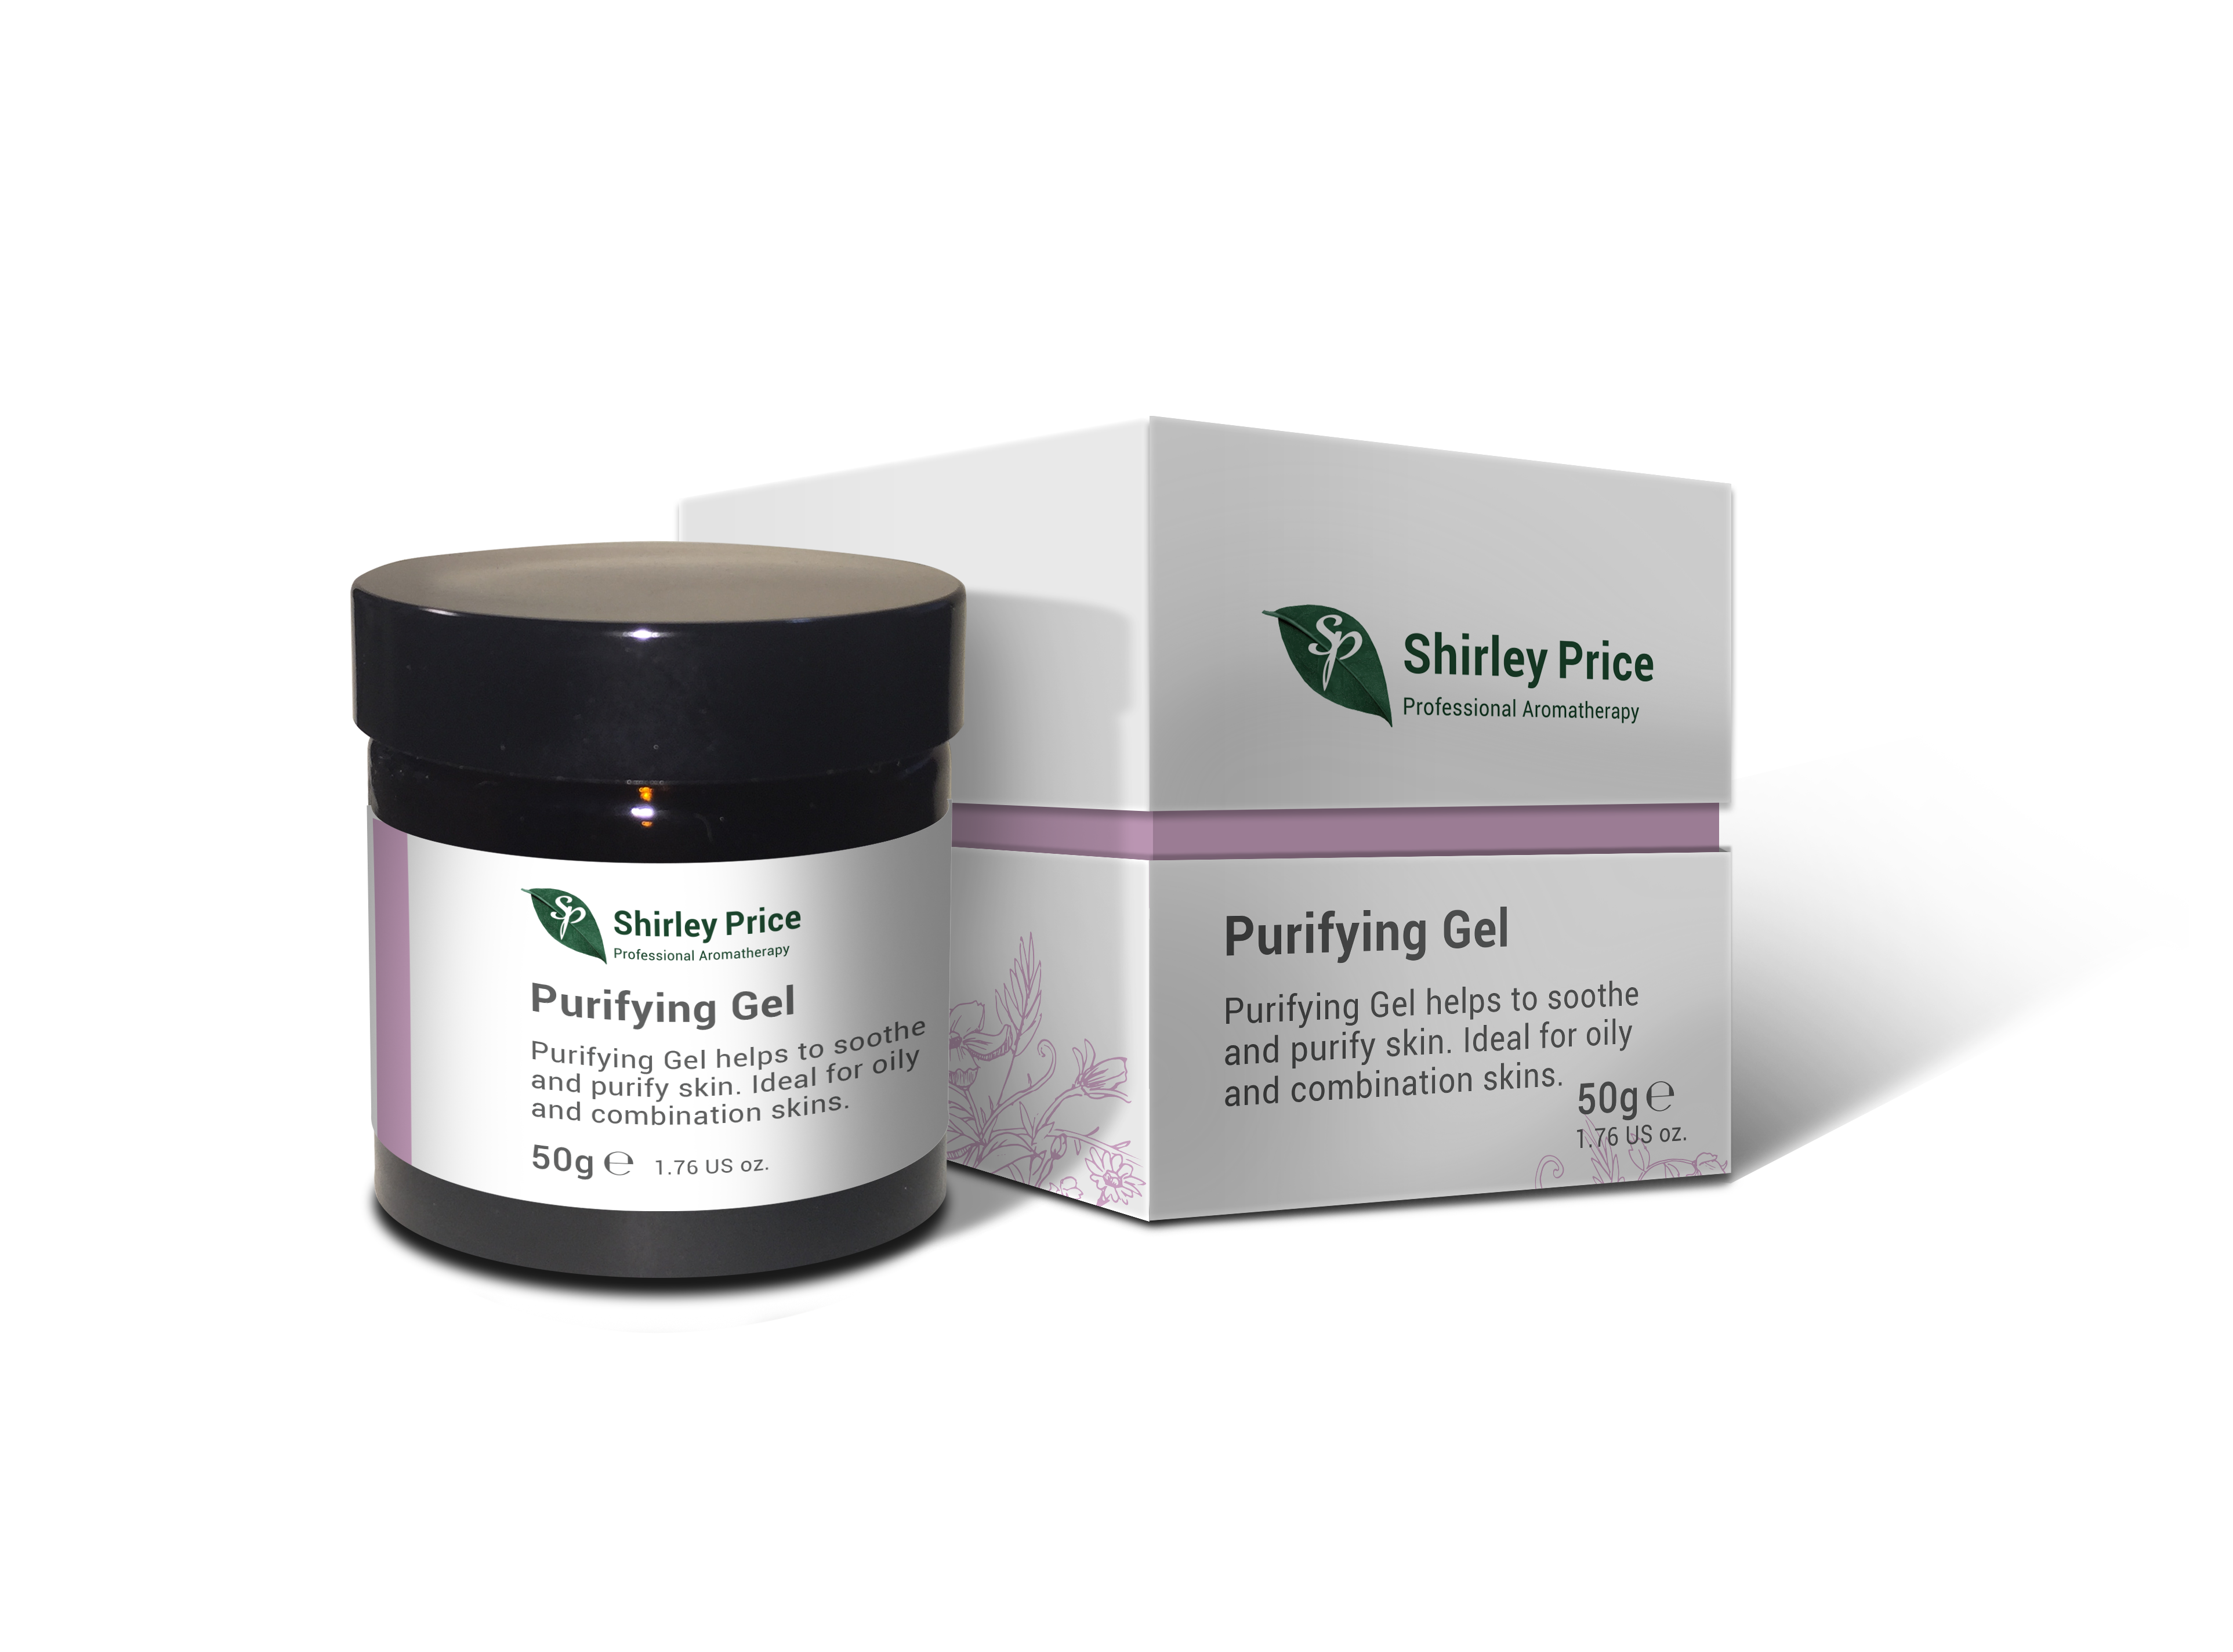 sp
Shirley Price
Professional Aromatherapy
Purifying Gel
Purifying Gel helps to soothe
and purify skin. Ideal for oily
and combination skins.
50g ℮ 1.76 US oz.
sp
Shirley Price
Professional Aromatherapy
Purifying Gel
Purifying Gel helps to soothe
and purify skin. Ideal for oily
and combination skins.
50g ℮
1.76 US oz.